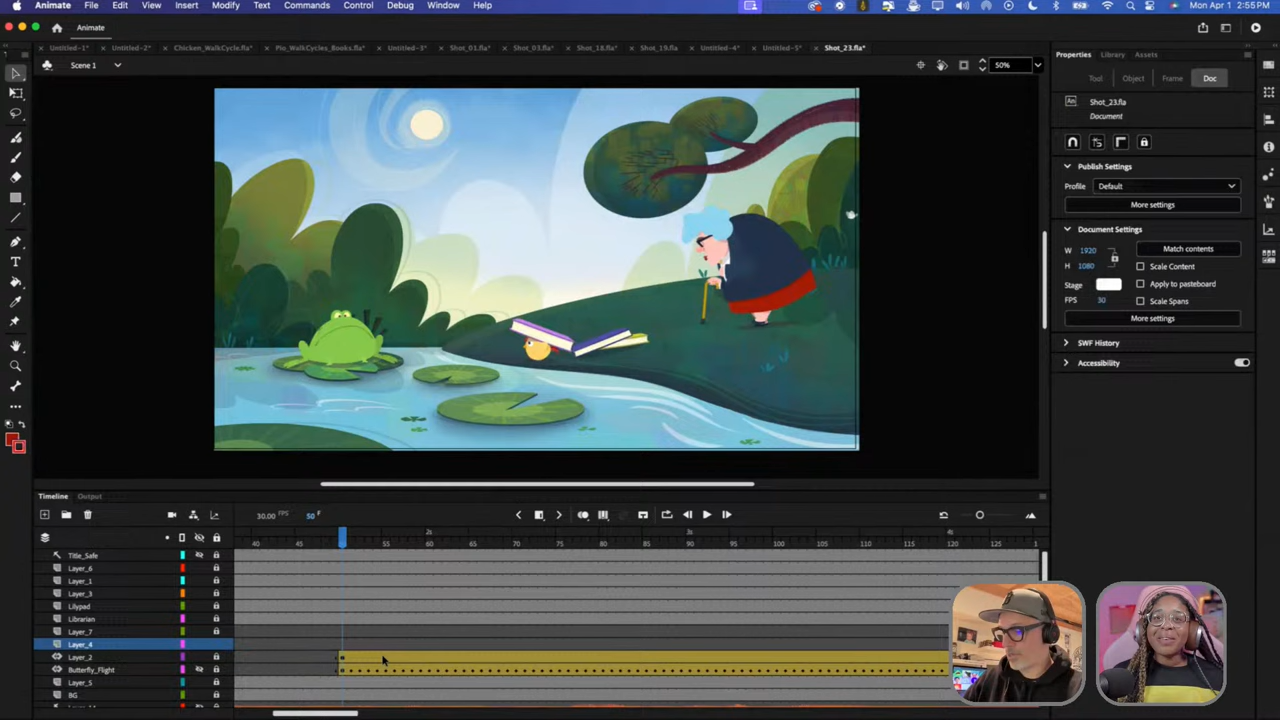 Animate File Edit View Insert Modify Text Commands Control Debug Window Help Mon Apr 1 2:55 PM
Animate
Untitled-1* Untitled-2* Chicken_WalkCycle.fla* Pio_WalkCycles_Books.fla* Untitled-3* Shot_01.fla* Shot_03.fla* Shot_18.fla* Shot_19.fla Untitled-4* Untitled-5* Shot_23.fla*
Scene 1 50%
Properties Library Assets
Tool Object Frame Doc
An Shot_23.fla
Document
Publish Settings
Profile Default
More settings
Document Settings
W 1920 Match contents
H 1080 Scale Content
Stage Apply to pasteboard
FPS 30 Scale Spans
More settings
SWF History
Accessibility
Timeline Output
30.00 FPS 50 F
2s 3s 4s
40 45 50 55 60 65 70 75 80 85 90 95 100 105 110 115 120 125
Title_Safe
Layer_6
Layer_1
Layer_3
Lilypad
Librarian
Layer_7
Layer_4
Layer_2
Butterfly_Flight
Layer_5
BG